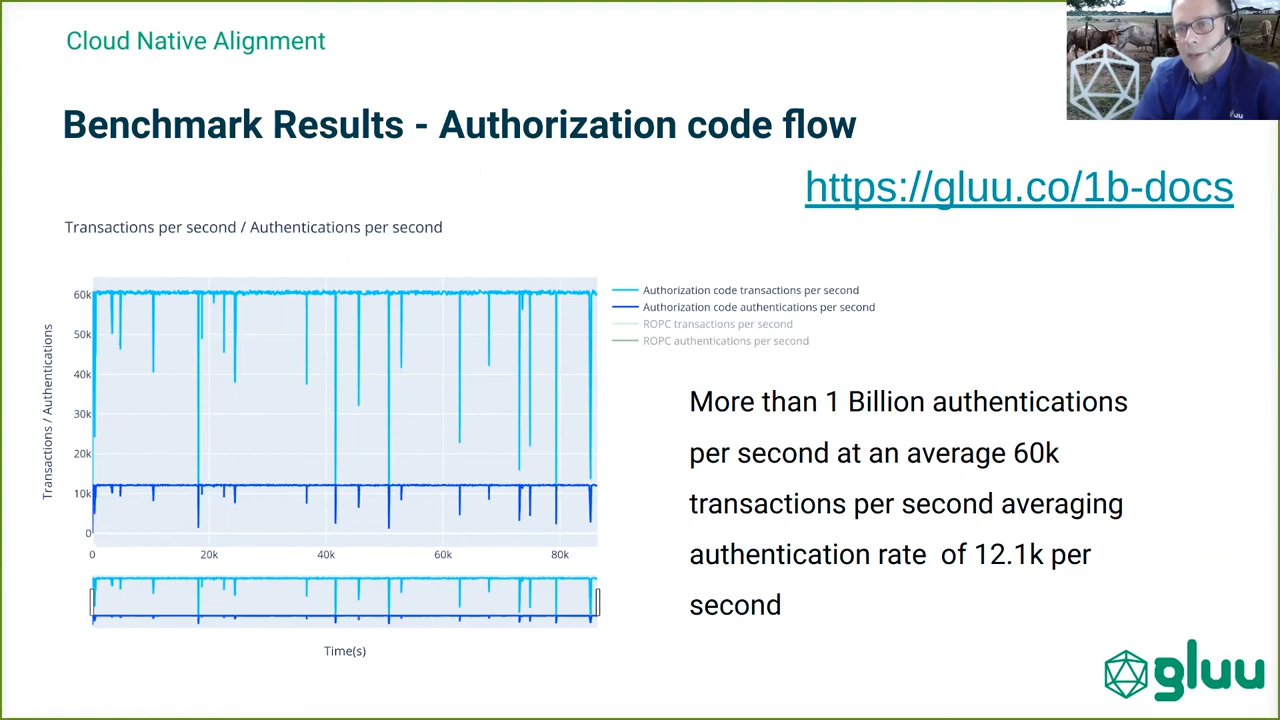 Cloud Native Alignment
Benchmark Results - Authorization code flow
https://gluu.co/1b-docs
Transactions per second / Authentications per second
Transactions / Authentications
60k
50k
40k
30k
20k
10k
0
0 20k 40k 60k 80k
Time(s)
Authorization code transactions per second
Authorization code authentications per second
ROPC transactions per second
ROPC authentications per second
More than 1 Billion authentications
per second at an average 60k
transactions per second averaging
authentication rate of 12.1k per
second
gluu